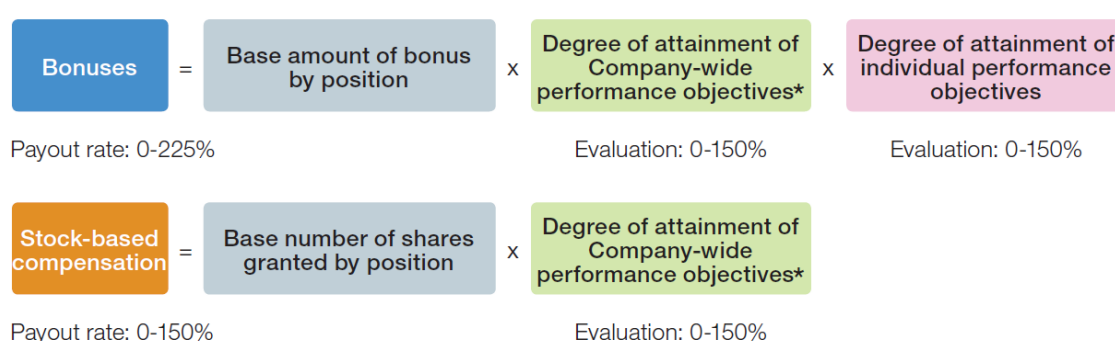 Bonuses = Base amount of bonus by position x Degree of attainment of Company-wide performance objectives* x Degree of attainment of individual performance objectives
Payout rate: 0-225% Evaluation: 0-150% Evaluation: 0-150%
Stock-based compensation = Base number of shares granted by position x Degree of attainment of Company-wide performance objectives*
Payout rate: 0-150% Evaluation: 0-150%